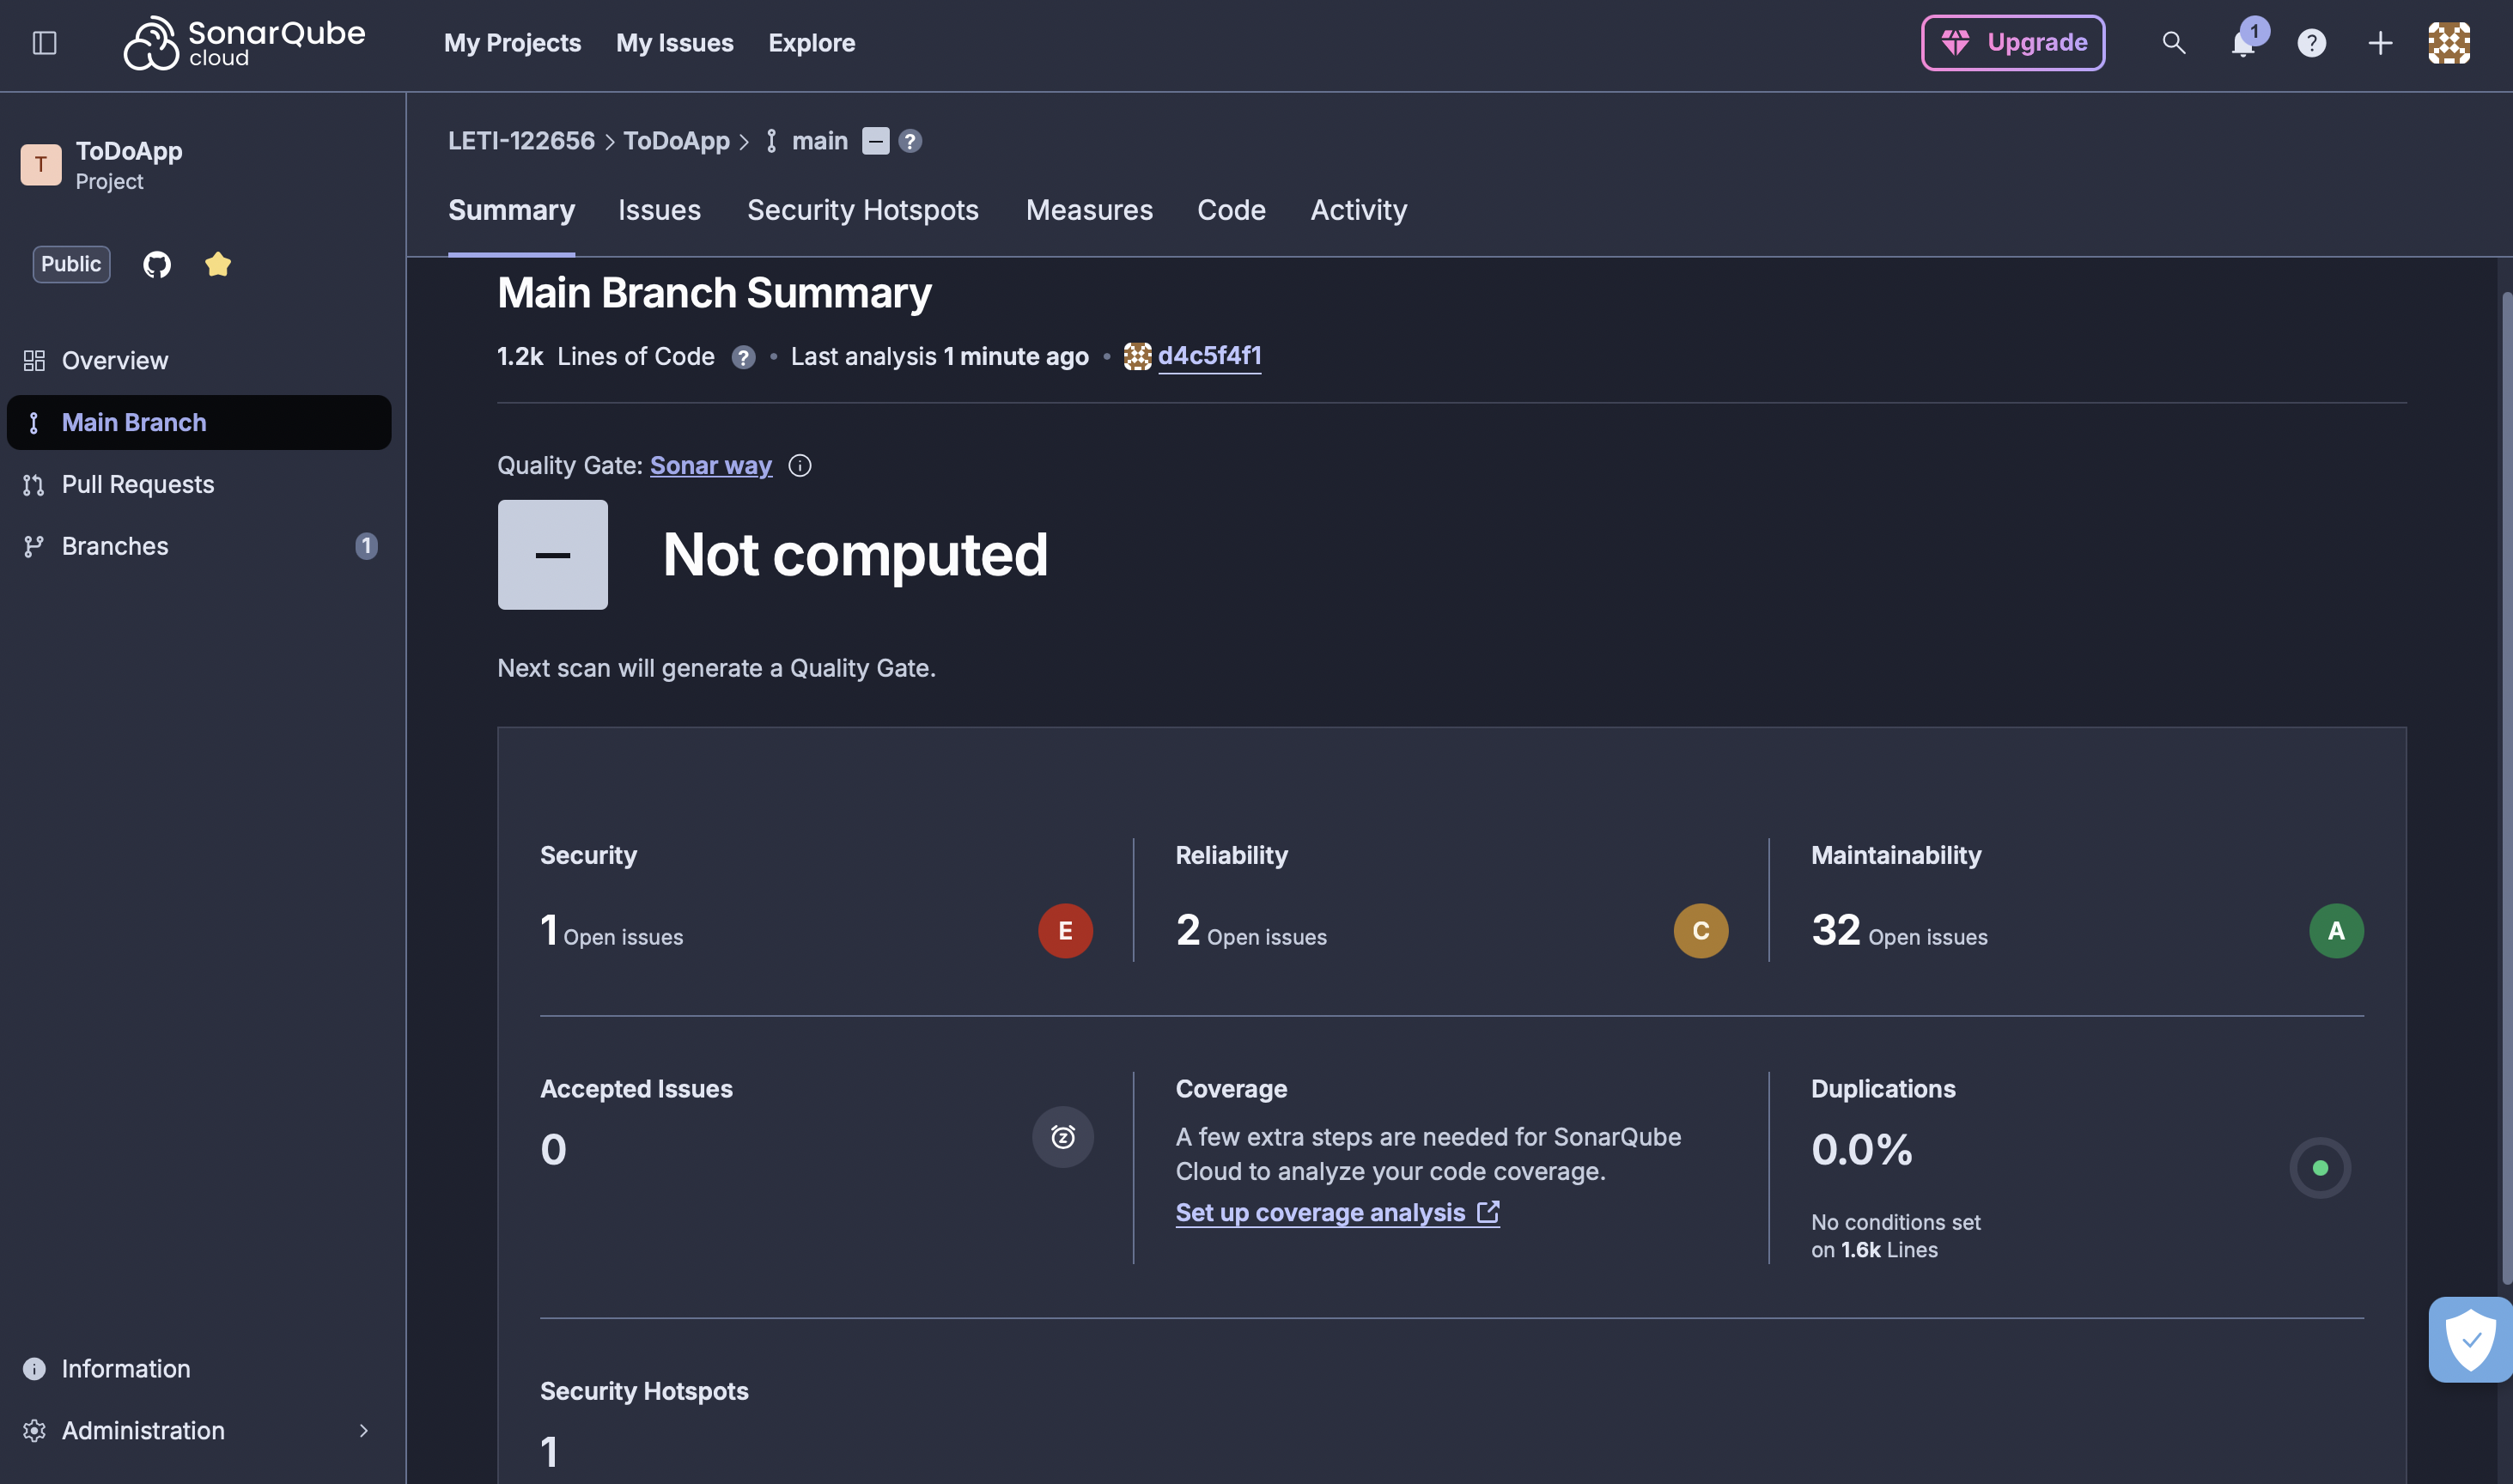 SonarQube cloud
My Projects My Issues Explore
Upgrade
1
?
T
ToDoApp
Project
Public
Overview
Main Branch
Pull Requests
Branches 1
Information
Administration
LETI-122656 > ToDoApp > main ?
Summary Issues Security Hotspots Measures Code Activity
Main Branch Summary
1.2k Lines of Code ? • Last analysis 1 minute ago • d4c5f4f1
Quality Gate: Sonar way
Not computed
Next scan will generate a Quality Gate.
Security
1 Open issues E
Reliability
2 Open issues C
Maintainability
32 Open issues A
Accepted Issues
0
Coverage
A few extra steps are needed for SonarQube
Cloud to analyze your code coverage.
Set up coverage analysis
Duplications
0.0%
No conditions set
on 1.6k Lines
Security Hotspots
1